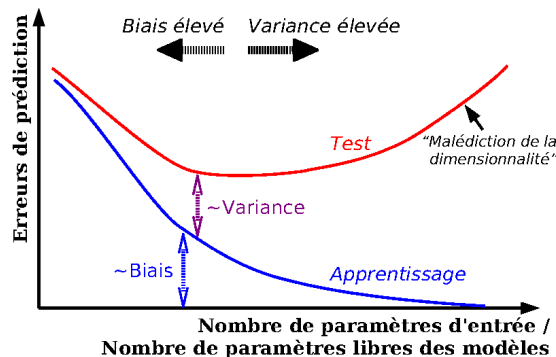 Biais élevé
Variance élevée
Erreurs de prédiction
Test
“Malédiction de la
dimensionnalité”
~Variance
~Biais
Apprentissage
Nombre de paramètres d'entrée /
Nombre de paramètres libres des modèles